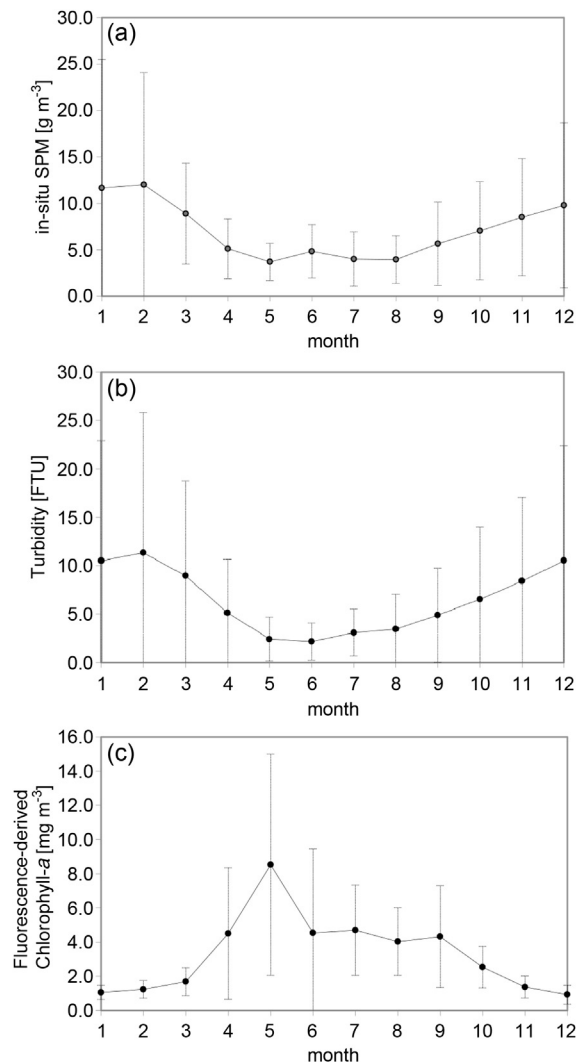 (a)
in-situ SPM [g m⁻³]
30.0
25.0
20.0
15.0
10.0
5.0
0.0
1 2 3 4 5 6 7 8 9 10 11 12
month
(b)
Turbidity [FTU]
30.0
25.0
20.0
15.0
10.0
5.0
0.0
1 2 3 4 5 6 7 8 9 10 11 12
month
(c)
Fluorescence-derived
Chlorophyll-a [mg m⁻³]
16.0
14.0
12.0
10.0
8.0
6.0
4.0
2.0
0.0
1 2 3 4 5 6 7 8 9 10 11 12
month